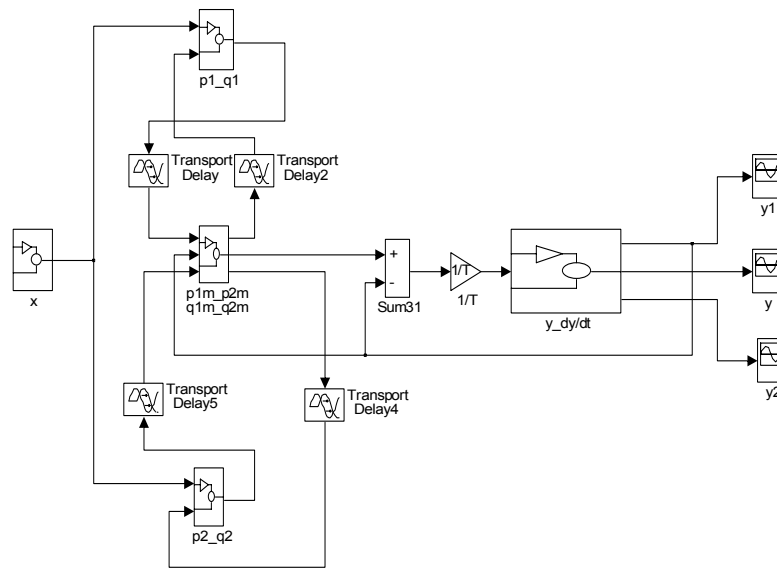 p1_q1
Transport
Delay
Transport
Delay2
x
p1m_p2m
q1m_q2m
+
-
Sum31
1/T
1/T
y_dy/dt
y1
y
y2
Transport
Delay5
Transport
Delay4
p2_q2